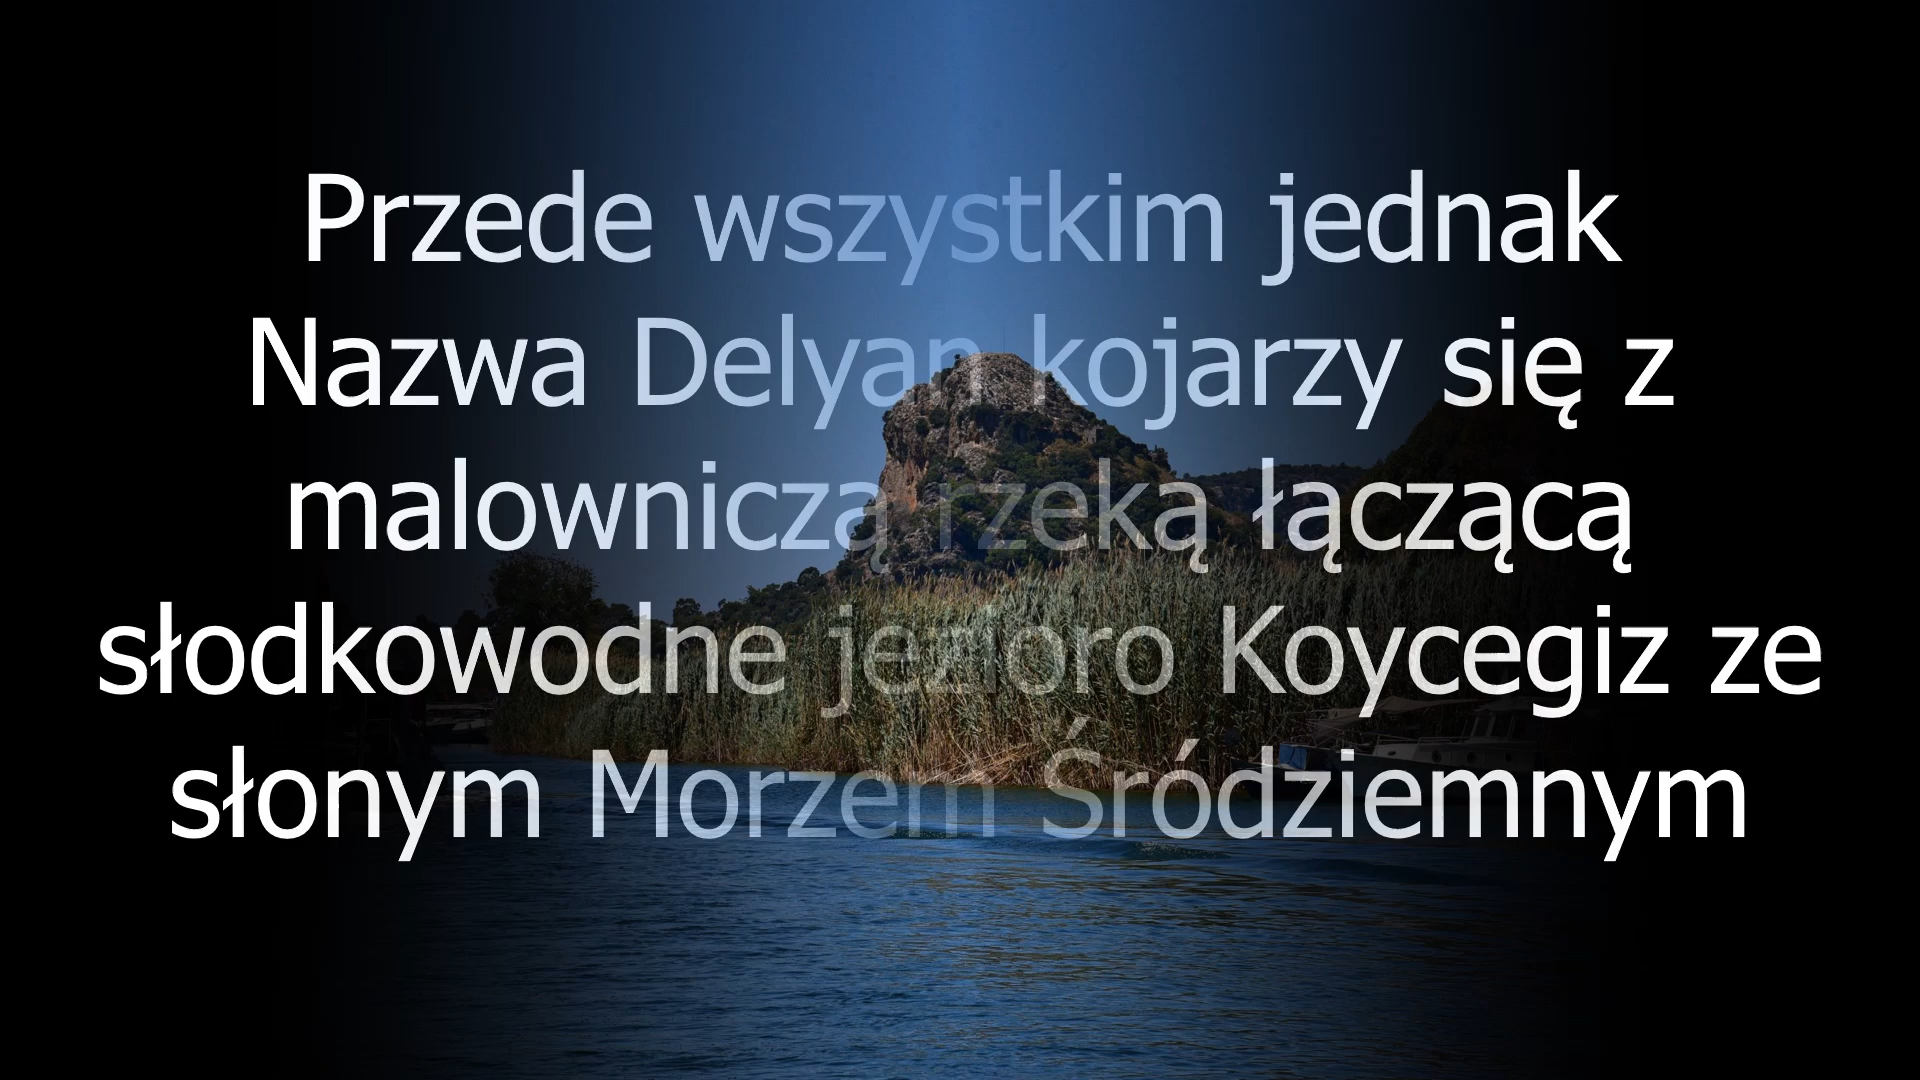 Przede wszystkim jednak
Nazwa Delyan kojarzy się z
malowniczą rzeką łączącą
słodkowodne jezioro Koycegiz ze
słonym Morzem Śródziemnym